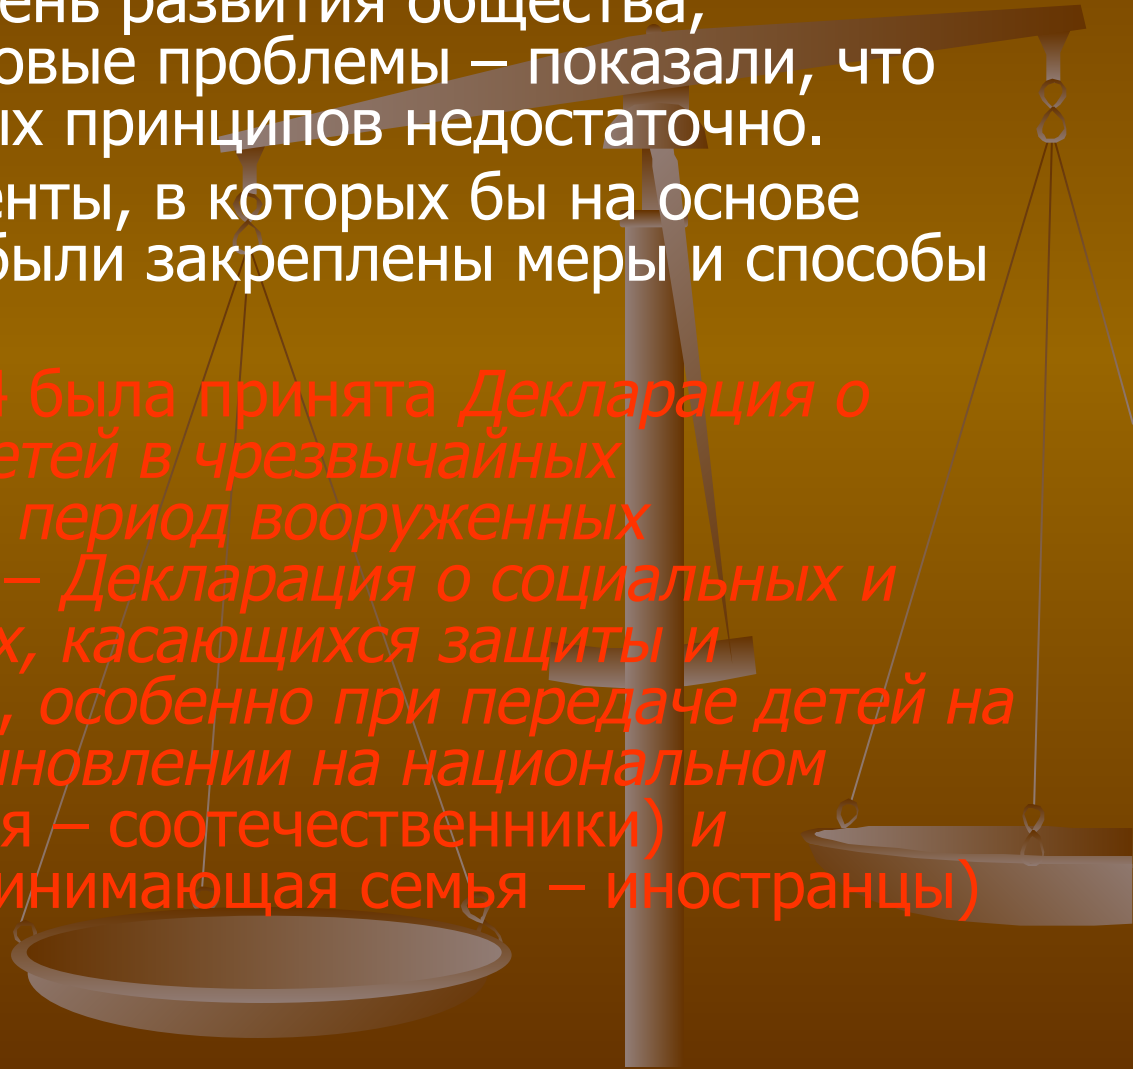 ень развития общества,
овые проблемы – показали, что
ых принципов недостаточно.
енты, в которых бы на основе
были закреплены меры и способы
4 была принята Декларация о
етей в чрезвычайных
период вооруженных
– Декларация о социальных и
х, касающихся защиты и
, особенно при передаче детей на
новлении на национальном
я – соотечественники) и
инимающая семья – иностранцы)